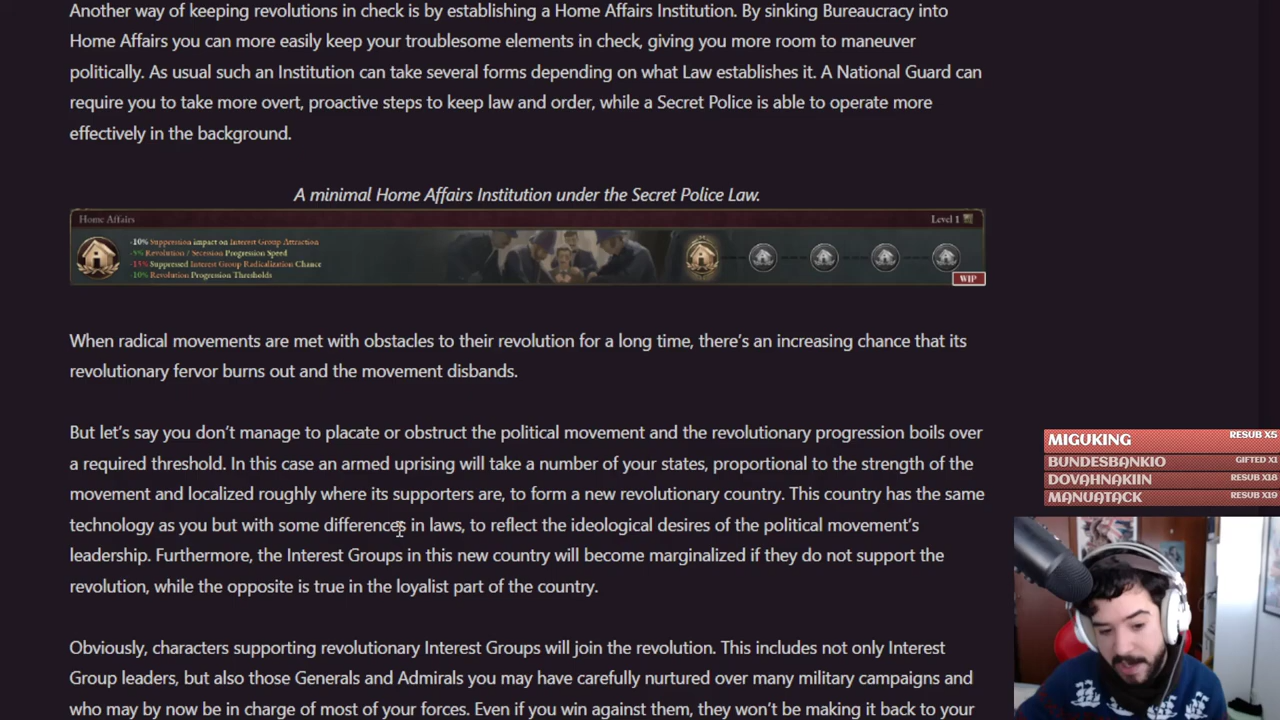 Another way of keeping revolutions in check is by establishing a Home Affairs Institution. By sinking Bureaucracy into
Home Affairs you can more easily keep your troublesome elements in check, giving you more room to maneuver
politically. As usual such an Institution can take several forms depending on what Law establishes it. A National Guard can
require you to take more overt, proactive steps to keep law and order, while a Secret Police is able to operate more
effectively in the background.
A minimal Home Affairs Institution under the Secret Police Law.
Home Affairs
Level 1
-10% Suppression impact on Interest Group Attraction
-5% Revolution / Secession Progression Speed
-15% Suppressed Interest Group Radicalization Chance
-10% Revolution Progression Thresholds
WIP
When radical movements are met with obstacles to their revolution for a long time, there's an increasing chance that its
revolutionary fervor burns out and the movement disbands.
But let's say you don't manage to placate or obstruct the political movement and the revolutionary progression boils over
a required threshold. In this case an armed uprising will take a number of your states, proportional to the strength of the
movement and localized roughly where its supporters are, to form a new revolutionary country. This country has the same
technology as you but with some differences in laws, to reflect the ideological desires of the political movement's
leadership. Furthermore, the Interest Groups in this new country will become marginalized if they do not support the
revolution, while the opposite is true in the loyalist part of the country.
Obviously, characters supporting revolutionary Interest Groups will join the revolution. This includes not only Interest
Group leaders, but also those Generals and Admirals you may have carefully nurtured over many military campaigns and
who may by now be in charge of most of your forces. Even if you win against them, they won't be making it back to your
MIGUKING RESUB X5
BUNDESBANKIO GIFTED X1
DOVAHNAKIIN RESUB X18
MANUATACK RESUB X19